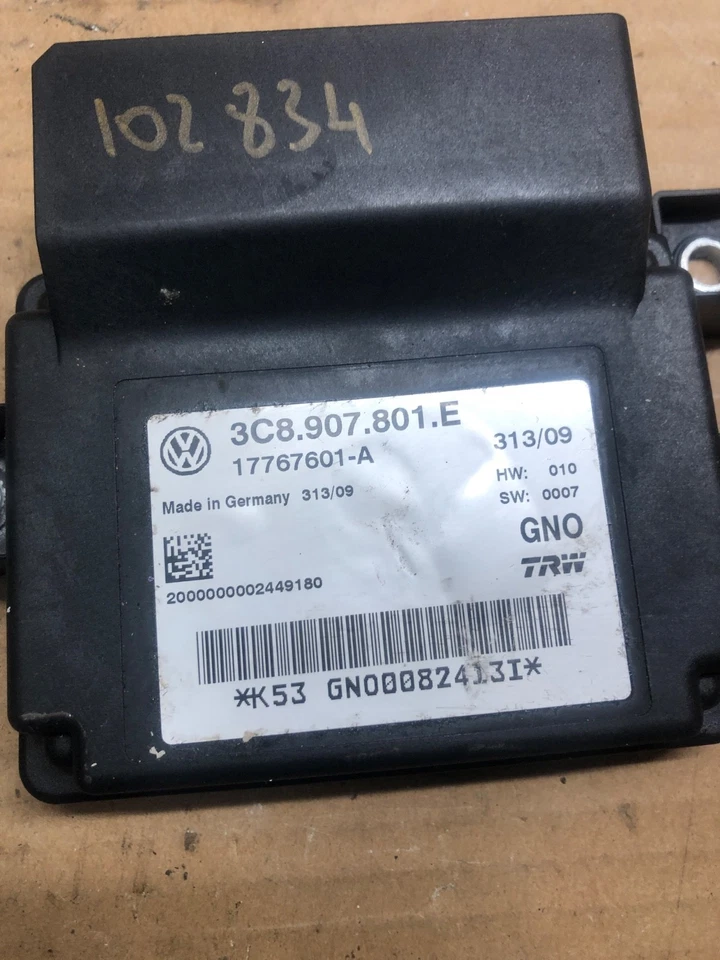 102 834
3C8.907.801.E
17767601-A
313/09
Made in Germany 313/09
HW: 010
SW: 0007
GNO
TRW
2000000002449180
*K53 GNO0082413I*